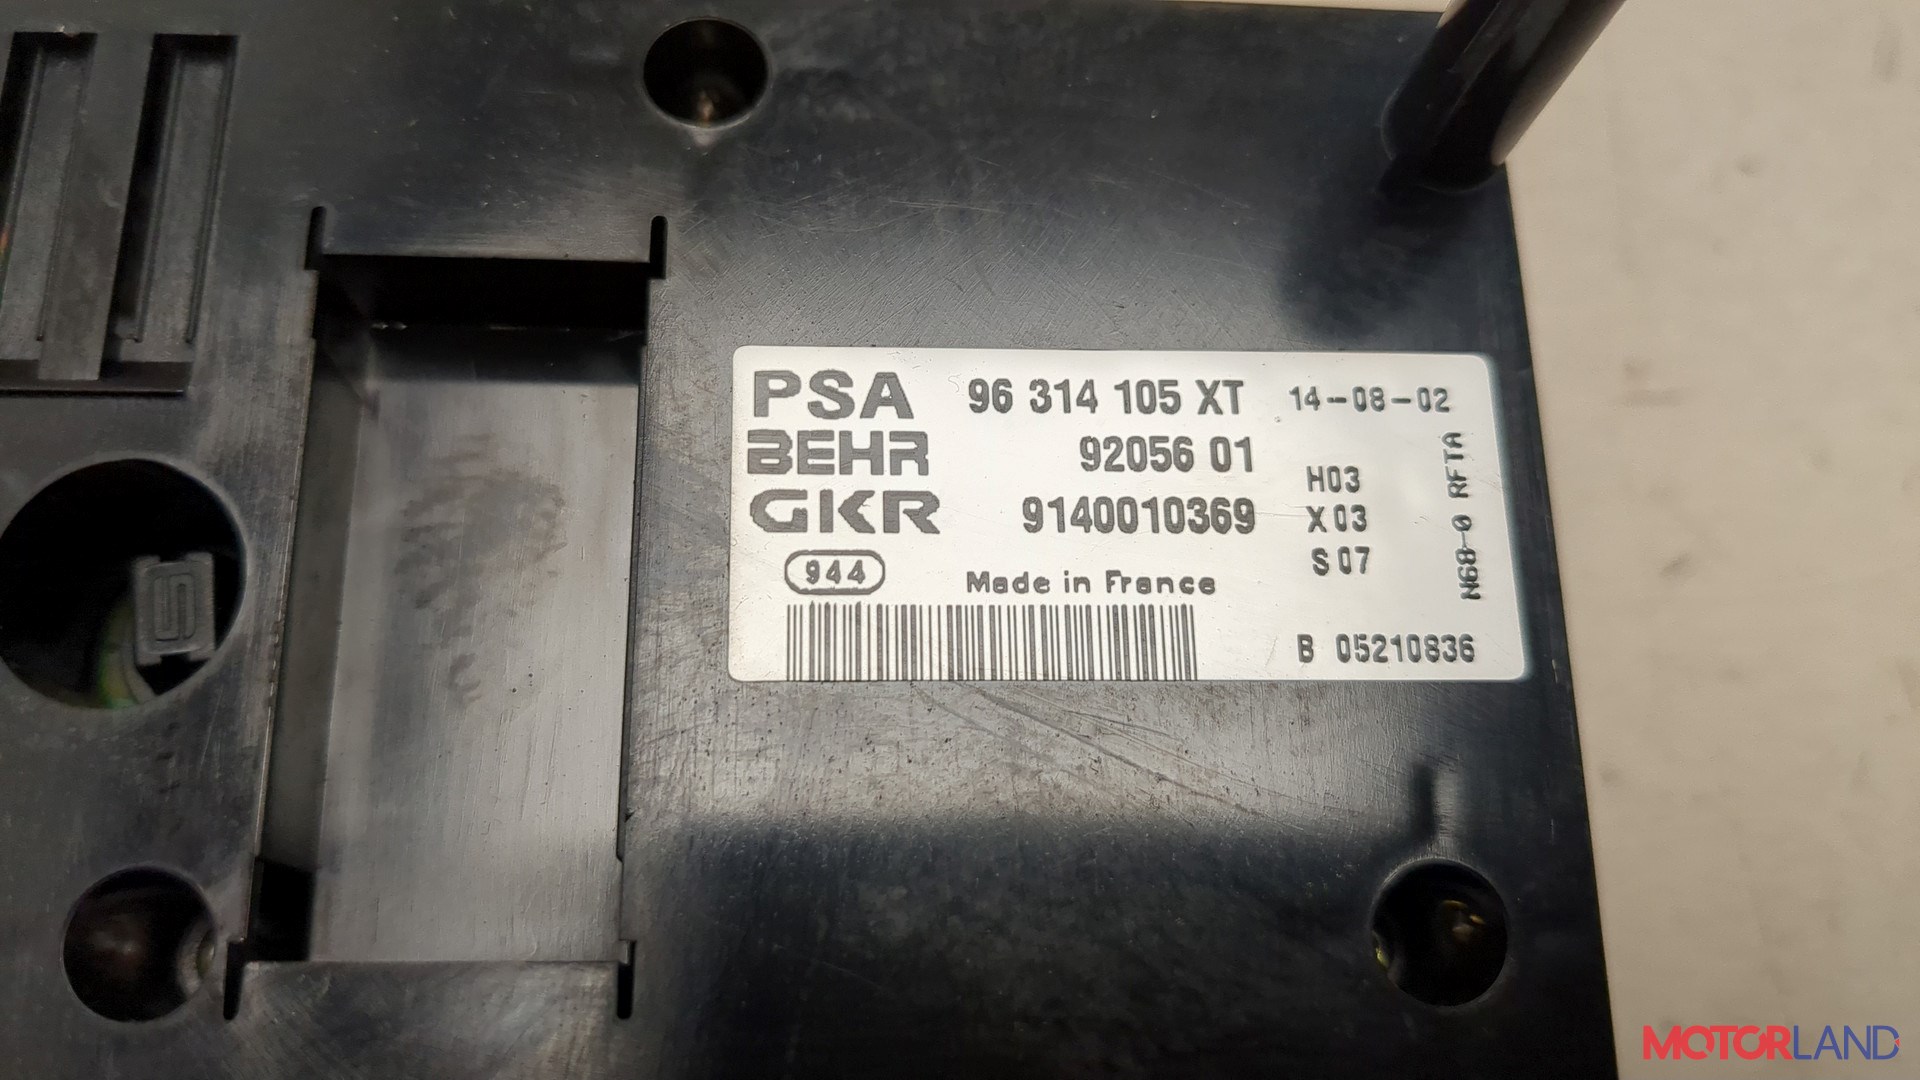 PSA 96 314 105 XT 14-08-02
BEHR 92056 01
GKR 9140010369
H03
X03
S07
944
Made in France
B 05210836
N68-0 RFTA
MOTORLAND